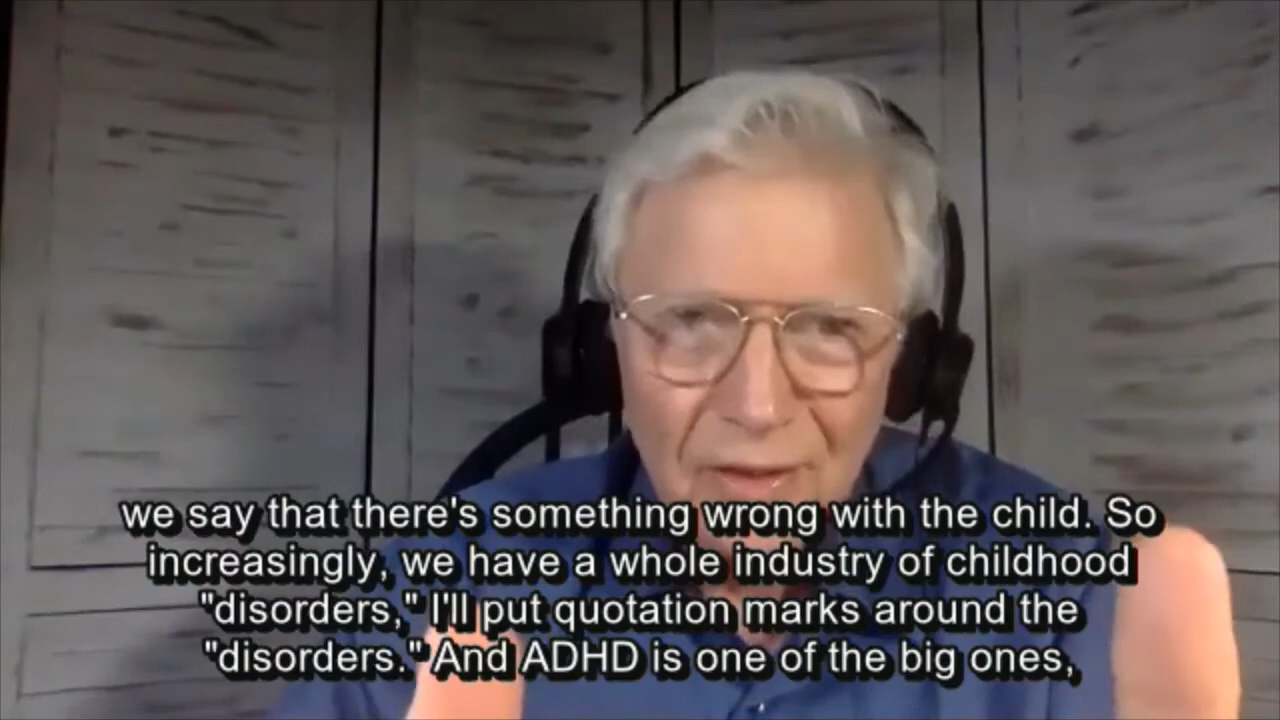 we say that there's something wrong with the child. So
increasingly, we have a whole industry of childhood
"disorders," I'll put quotation marks around the
"disorders." And ADHD is one of the big ones,